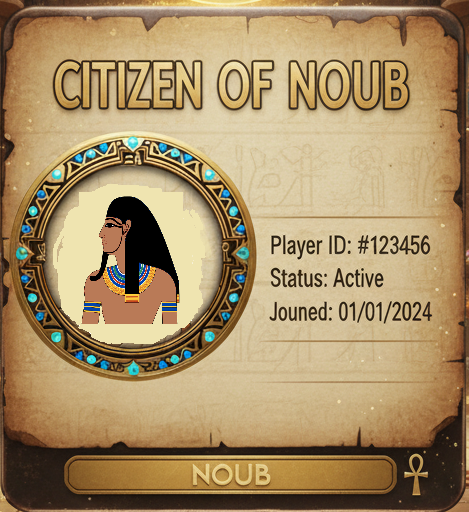 CITIZEN OF NOUB
Player ID: #123456
Status: Active
Jouned: 01/01/2024
NOUB